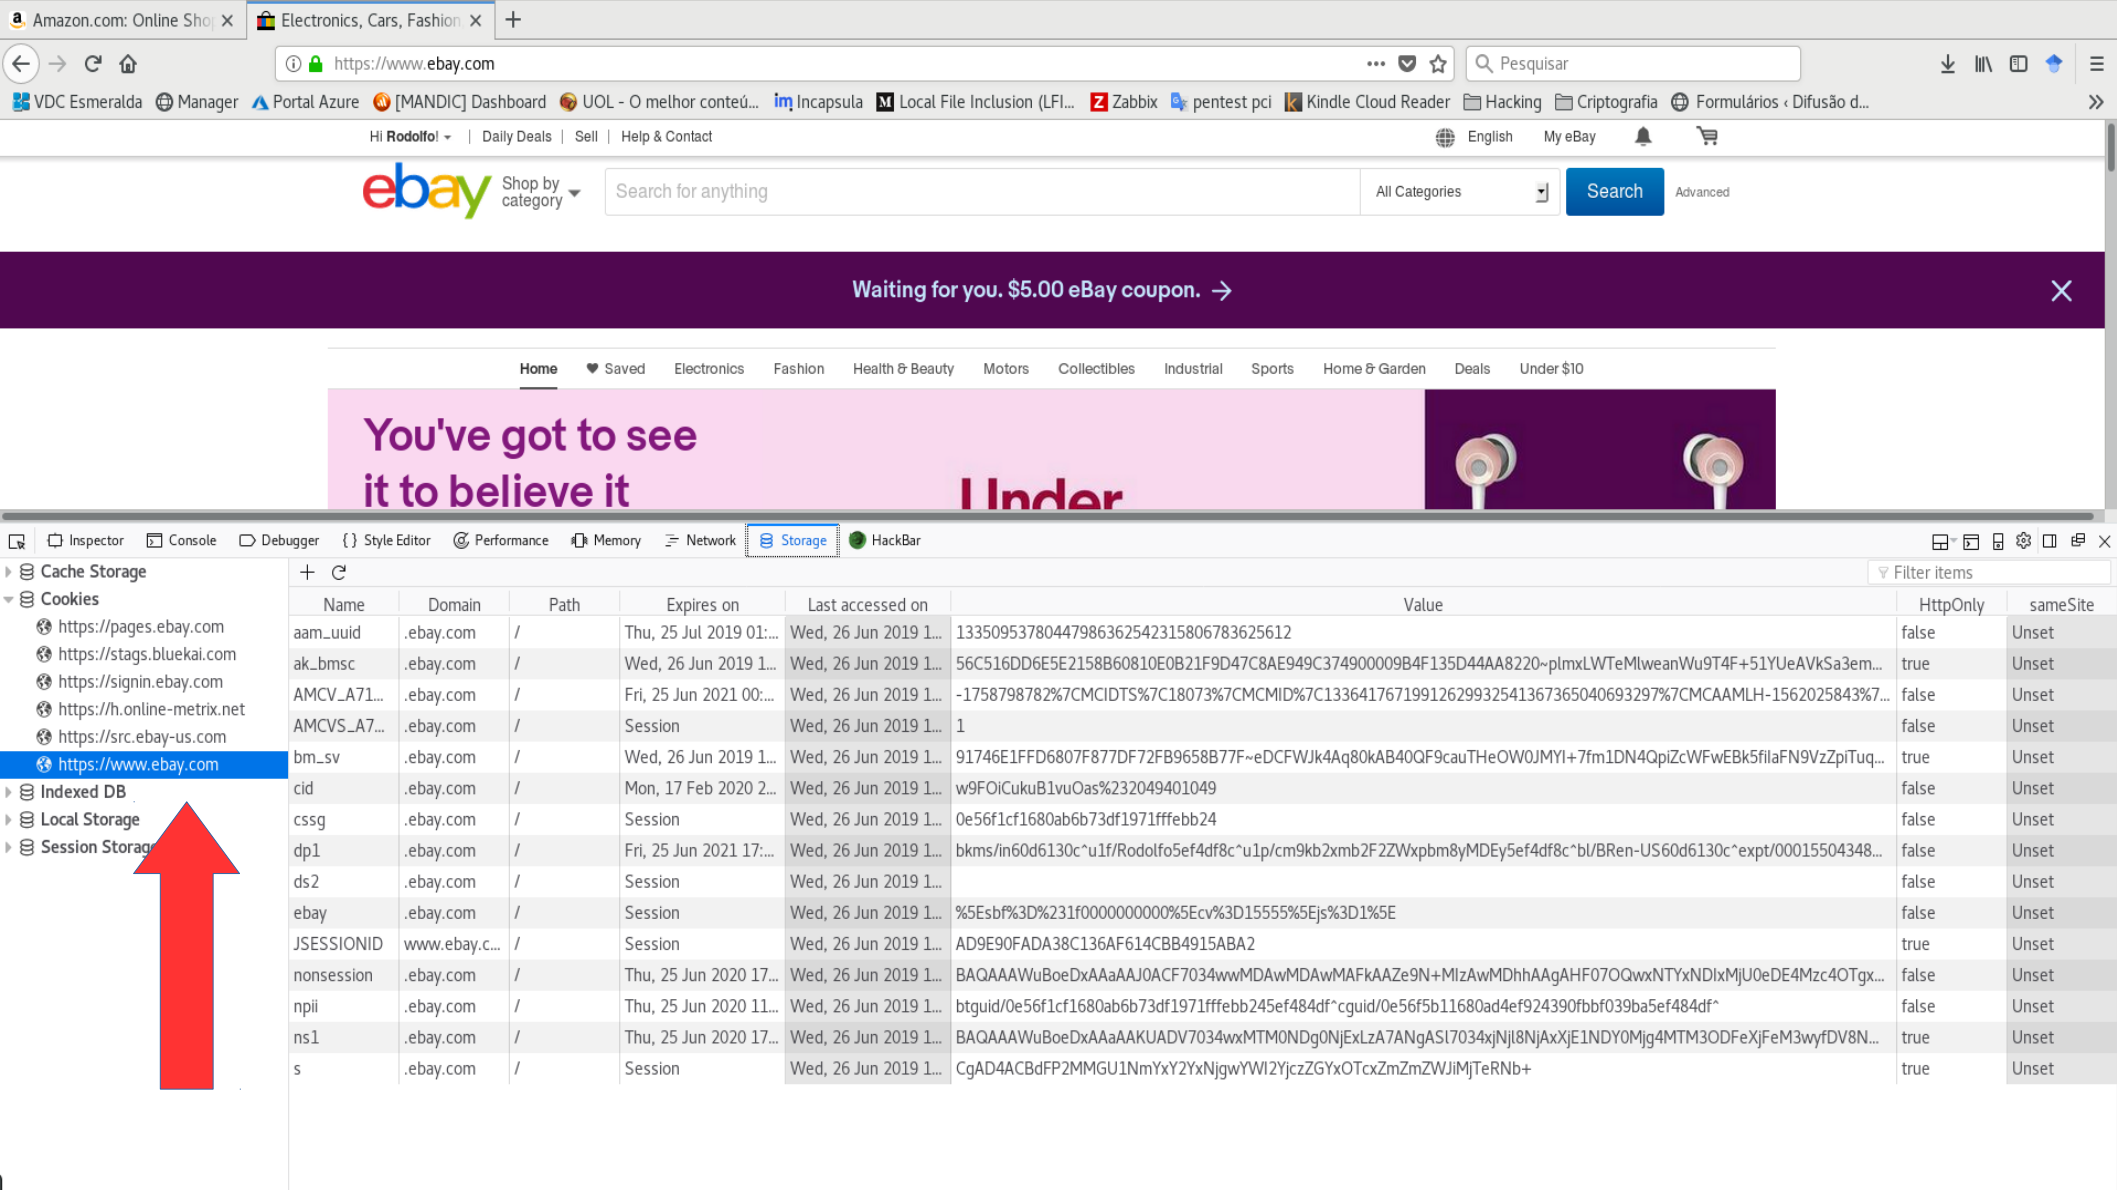 Amazon.com: Online Sho
Electronics, Cars, Fashion
https://www.ebay.com
Pesquisar
VDC Esmeralda Manager Portal Azure [MANDIC] Dashboard UOL - O melhor conteú... Incapsula Local File Inclusion (LFI... Zabbix pentest pci Kindle Cloud Reader Hacking Criptografia Formulários ‹ Difusão d...
Hi Rodolfo! Daily Deals Sell Help & Contact English My eBay
ebay Shop by category Search for anything All Categories Search Advanced
Waiting for you. $5.00 eBay coupon. →
Home Saved Electronics Fashion Health & Beauty Motors Collectibles Industrial Sports Home & Garden Deals Under $10
You've got to see
it to believe it
Under
Inspector Console Debugger Style Editor Performance Memory Network Storage HackBar
Cache Storage
Cookies
https://pages.ebay.com
https://stags.bluekai.com
https://signin.ebay.com
https://h.online-metrix.net
https://src.ebay-us.com
https://www.ebay.com
Indexed DB
Local Storage
Session Storage
Filter items
Name Domain Path Expires on Last accessed on Value HttpOnly sameSite
aam_uuid .ebay.com / Thu, 25 Jul 2019 01:... Wed, 26 Jun 2019 1... 13350953780447986362542315806783625612 false Unset
ak_bmsc .ebay.com / Wed, 26 Jun 2019 1... Wed, 26 Jun 2019 1... true Unset
AMCV_A71... .ebay.com / Fri, 25 Jun 2021 00:... Wed, 26 Jun 2019 1... -1758798782%7CMCIDTS%7C18073%7CMCMID%7C13364176719912629932541367365040693297%7CMCAAMLH-1562025843%7... false Unset
AMCVS_A7... .ebay.com / Session Wed, 26 Jun 2019 1... 1 false Unset
bm_sv .ebay.com / Wed, 26 Jun 2019 1... Wed, 26 Jun 2019 1... true Unset
cid .ebay.com / Mon, 17 Feb 2020 2... Wed, 26 Jun 2019 1... w9FOiCukuB1vuOas%232049401049 false Unset
cssg .ebay.com / Session Wed, 26 Jun 2019 1... 0e56f1cf1680ab6b73df1971fffebb24 false Unset
dp1 .ebay.com / Fri, 25 Jun 2021 17:... Wed, 26 Jun 2019 1... bkms/in60d6130c^u1f/Rodolfo5ef4df8c^u1p/cm9kb2xmb2F2ZWxpbm8yMDEy5ef4df8c^bl/BRen-US60d6130c^expt/00015504348... false Unset
ds2 .ebay.com / Session Wed, 26 Jun 2019 1... false Unset
ebay .ebay.com / Session Wed, 26 Jun 2019 1... %5Esbf%3D%231f0000000000%5Ecv%3D15555%5Ejs%3D1%5E false Unset
JSESSIONID www.ebay.c... / Session Wed, 26 Jun 2019 1... AD9E90FADA38C136AF614CBB4915ABA2 true Unset
nonsession .ebay.com / Thu, 25 Jun 2020 17... Wed, 26 Jun 2019 1... false Unset
npii .ebay.com / Thu, 25 Jun 2020 11... Wed, 26 Jun 2019 1... btguid/0e56f1cf1680ab6b73df1971fffebb245ef484df^cguid/0e56f5b11680ad4ef924390fbbf039ba5ef484df^ false Unset
ns1 .ebay.com / Thu, 25 Jun 2020 17... Wed, 26 Jun 2019 1... true Unset
s .ebay.com / Session Wed, 26 Jun 2019 1... true Unset